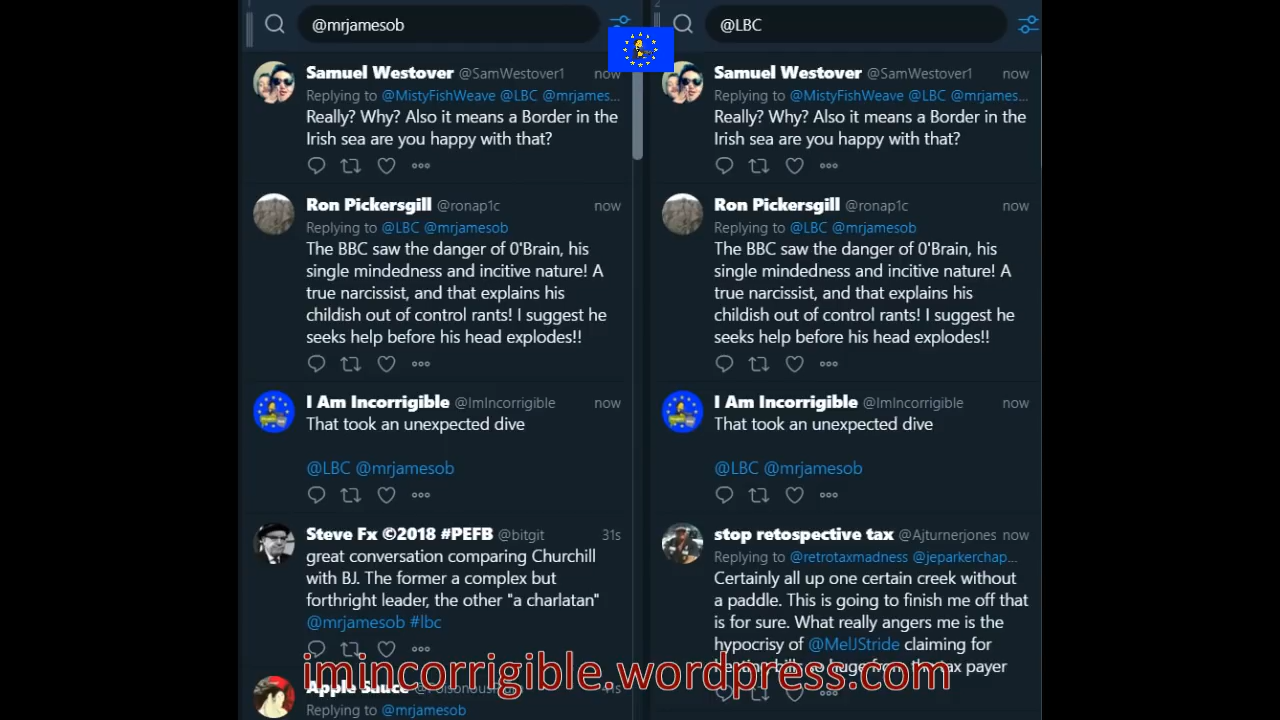 @mrjamesob
Samuel Westover @SamWestover1 now
Replying to @MistyFishWeave @LBC @mrjames...
Really? Why? Also it means a Border in the
Irish sea are you happy with that?
Ron Pickersgill @ronap1c now
Replying to @LBC @mrjamesob
The BBC saw the danger of 0'Brain, his
single mindedness and incitive nature! A
true narcissist, and that explains his
childish out of control rants! I suggest he
seeks help before his head explodes!!
I Am Incorrigible @ImIncorrigible now
That took an unexpected dive
@LBC @mrjamesob
Steve Fx ©2018 #PEFB @bitgit 31s
great conversation comparing Churchill
with BJ. The former a complex but
forthright leader, the other "a charlatan"
@mrjamesob #lbc
Apple Sauce
Replying to @mrjamesob
2
@LBC
Samuel Westover @SamWestover1 now
Replying to @MistyFishWeave @LBC @mrjames...
Really? Why? Also it means a Border in the
Irish sea are you happy with that?
Ron Pickersgill @ronap1c now
Replying to @LBC @mrjamesob
The BBC saw the danger of 0'Brain, his
single mindedness and incitive nature! A
true narcissist, and that explains his
childish out of control rants! I suggest he
seeks help before his head explodes!!
I Am Incorrigible @ImIncorrigible now
That took an unexpected dive
@LBC @mrjamesob
stop retospective tax @Ajturnerjones now
Replying to @retrotaxmadness @jeparkerchap...
Certainly all up one certain creek without
a paddle. This is going to finish me off that
is for sure. What really angers me is the
hypocrisy of @MelJStride claiming for
payer
imincorrigible.wordpress.com